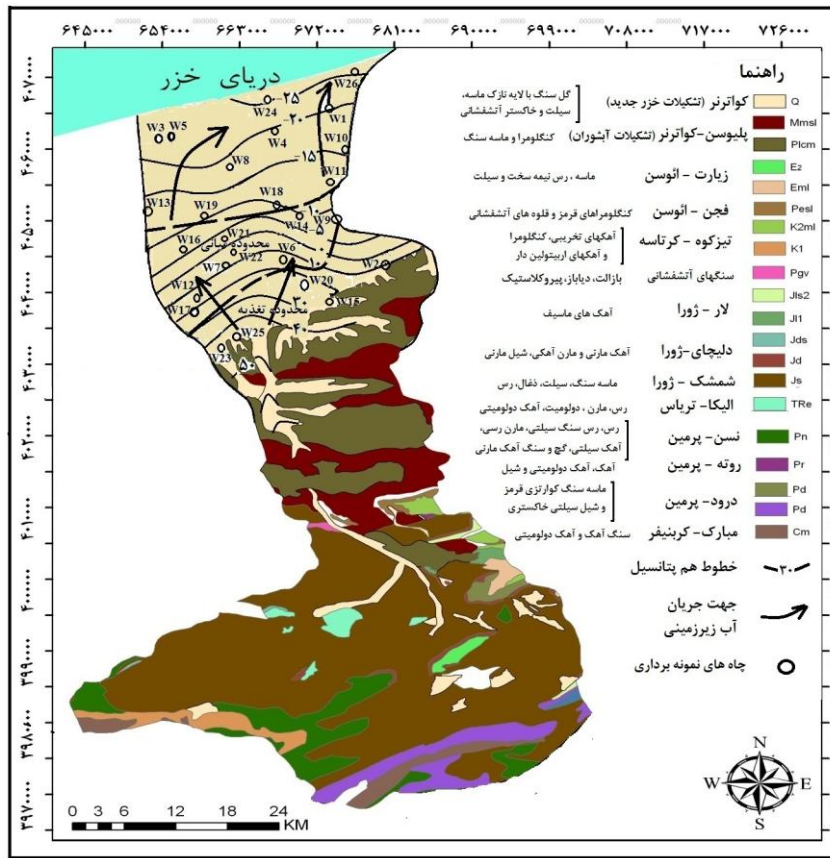 ۶۴۵۰۰۰ ۶۵۴۰۰۰ ۶۶۳۰۰۰ ۶۷۲۰۰۰ ۶۸۱۰۰۰ ۶۹۰۰۰۰ ۶۹۹۰۰۰ ۷۰۸۰۰۰ ۷۱۷۰۰۰ ۷۲۶۰۰۰
۴۰۷۰۰۰۰
۴۰۶۰۰۰۰
۴۰۵۰۰۰۰
۴۰۴۰۰۰۰
۴۰۳۰۰۰۰
۴۰۲۰۰۰۰
۴۰۱۰۰۰۰
۴۰۰۰۰۰۰
۳۹۹۰۰۰۰
۳۹۸۰۶۰۰
۳۹۷۰۰۰۰
دریای خزر
W26
-۲۵
W24
-۲۰
W1
W3 W5
W4
W10
-۱۵
W8
W11
W13
W19
W18
۱۰
W14
-۵
W9
W16
W21
محدوده میانی
W22
W6
W7
۱۰
W2
W12
W20
W17
۳۰
W15
محدوده تغذیه
۴۰
W25
W23
۵۰
راهنما
کواترنر (تشکیلات خزر جدید) گل سنگ با لایه نازک ماسه، سیلت و خاکستر آتشفشانی
Q
پلیوسن-کواترنر (تشکیلات آبشوران) کنگلومرا و ماسه سنگ
Mmsl
Plcm
زیارت - ائوسن ماسه ، رس نیمه سخت و سیلت
E2
Eml
فجن - ائوسن کنگلومراهای قرمز و قلوه های آتشفشانی
Pesl
تیزکوه - کرتاسه آهکهای تخریبی، کنگلومرا و آهکهای اربیتولین دار
K2ml
K1
سنگهای آتشفشانی بازالت، دیاباز، پیروکلاستیک
Pgv
Jls2
لار - ژورا آهک های ماسیف
Jl1
Jds
دلیچای-ژورا آهک مارنی و مارن آهکی، شیل مارنی
Jd
شمشک - ژورا ماسه سنگ، سیلت، ذغال، رس
Js
الیکا- تریاس رس، مارن ، دولومیت، آهک دولومیتی
TRe
نسن- پرمین رس، رس سنگ سیلتی، مارن رسی، آهک سیلتی، گچ و سنگ آهک مارنی
Pn
روته - پرمین آهک، آهک دولومیتی و شیل
Pr
درود- پرمین ماسه سنگ کوارتزی قرمز و شیل سیلتی خاکستری
Pd
Pd
مبارک- کربنیفر سنگ آهک و آهک دولومیتی
Cm
خطوط هم پتانسیل
-۳۰
جهت جریان
آب زیرزمینی
چاه های نمونه برداری
N
W E
S
0 3 6 12 18 24
KM